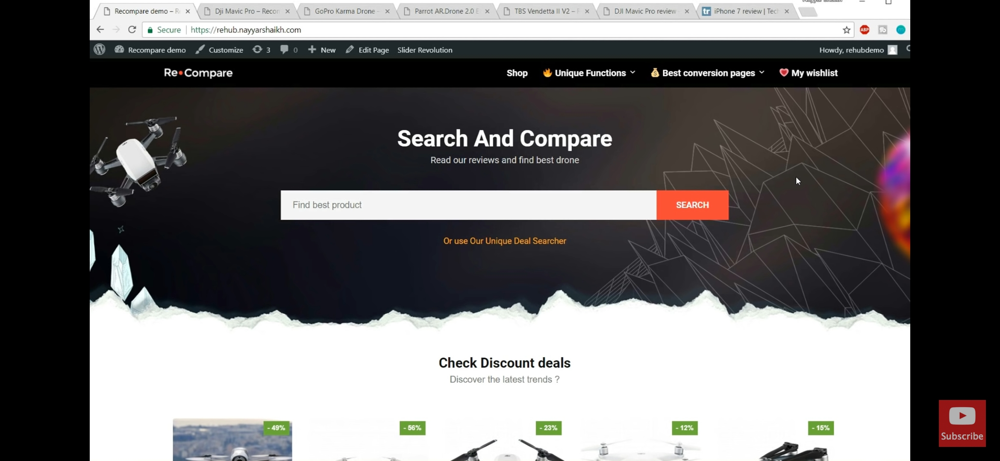 Recompare demo – R
Dji Mavic Pro – Recon
GoPro Karma Drone -
Parrot AR.Drone 2.0 E
TBS Vendetta II V2 –
DJI Mavic Pro review
tr iPhone 7 review | Tec
Secure https://rehub.nayyarshaikh.com ABP
Recompare demo Customize 3 0 New Edit Page Slider Revolution Howdy, rehubdemo
Re•Compare Shop Unique Functions Best conversion pages My wishlist
Search And Compare
Read our reviews and find best drone
Find best product SEARCH
Or use Our Unique Deal Searcher
Check Discount deals
Discover the latest trends ?
- 49% - 56% - 23% - 12% - 15%
Subscribe